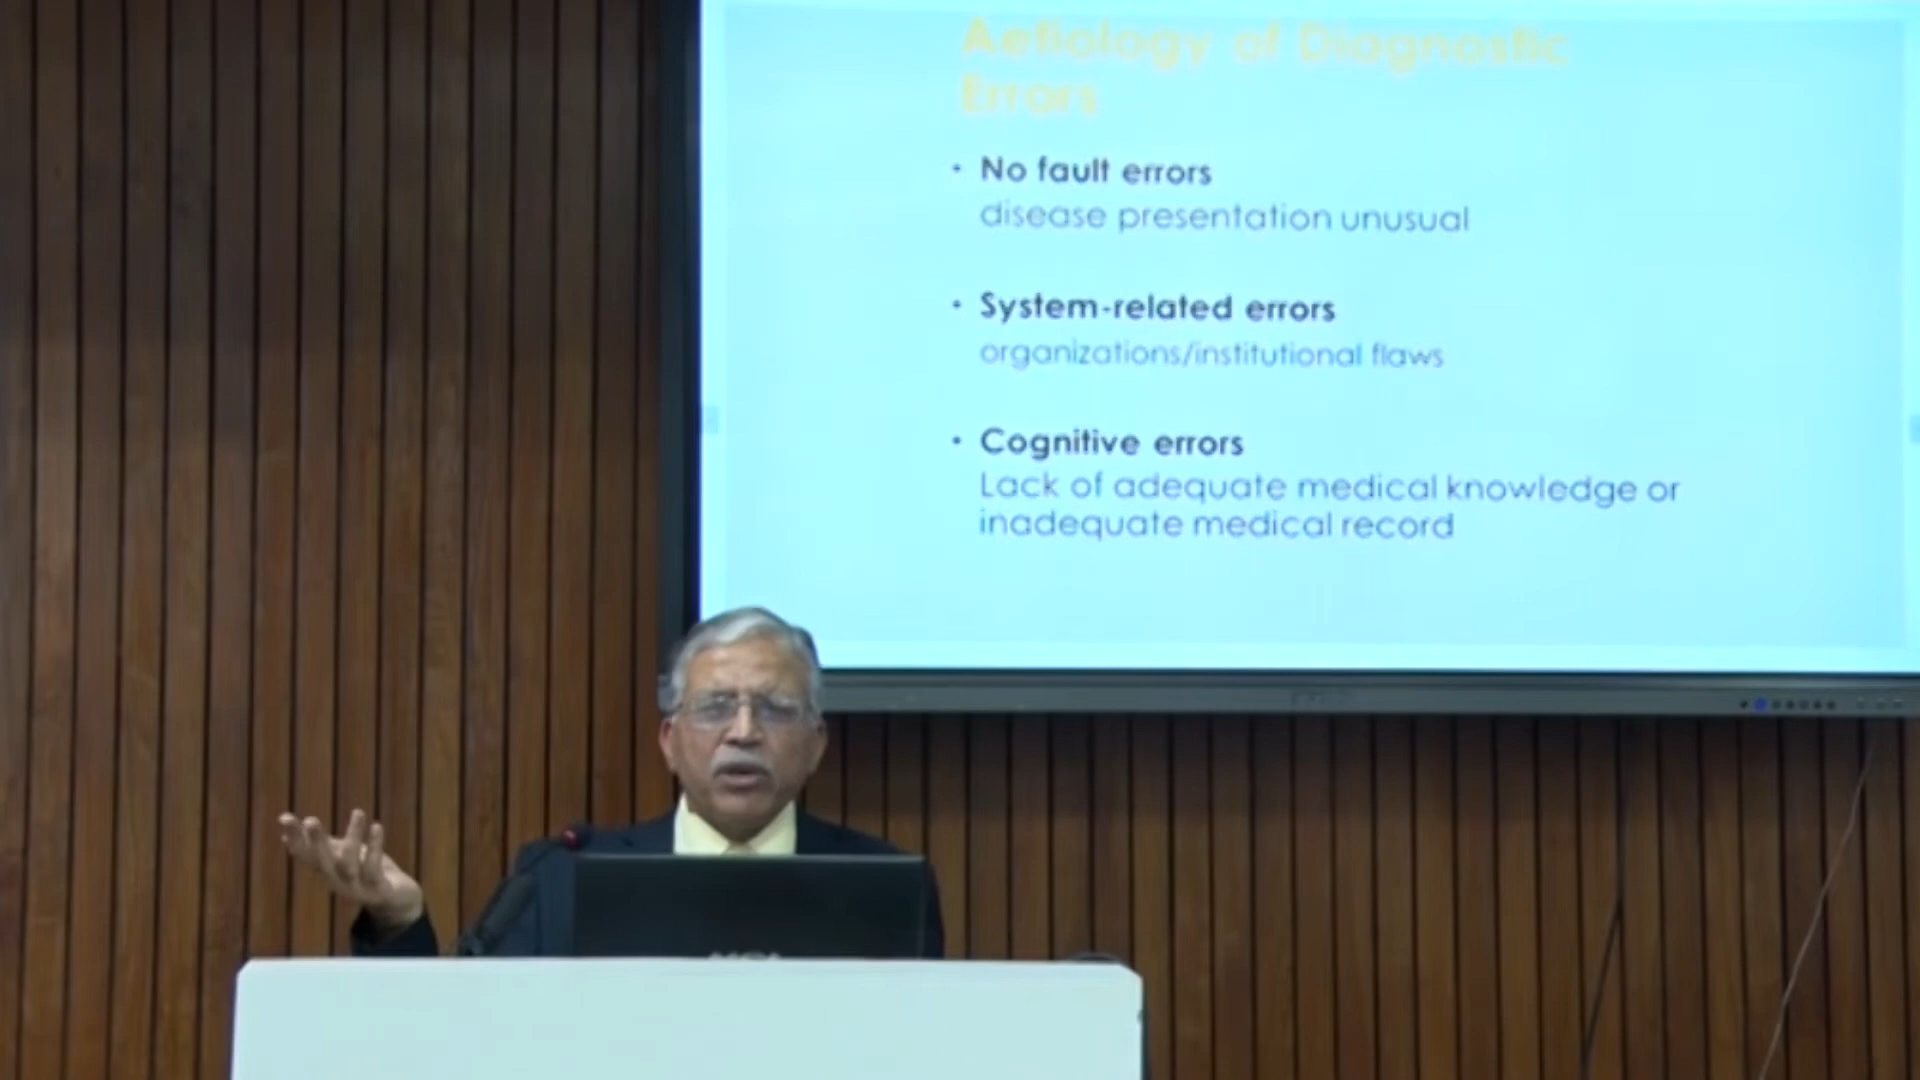 Aetiology of Diagnostic
Errors
• No fault errors
disease presentation unusual
• System-related errors
organizations/institutional flaws
• Cognitive errors
Lack of adequate medical knowledge or
inadequate medical record